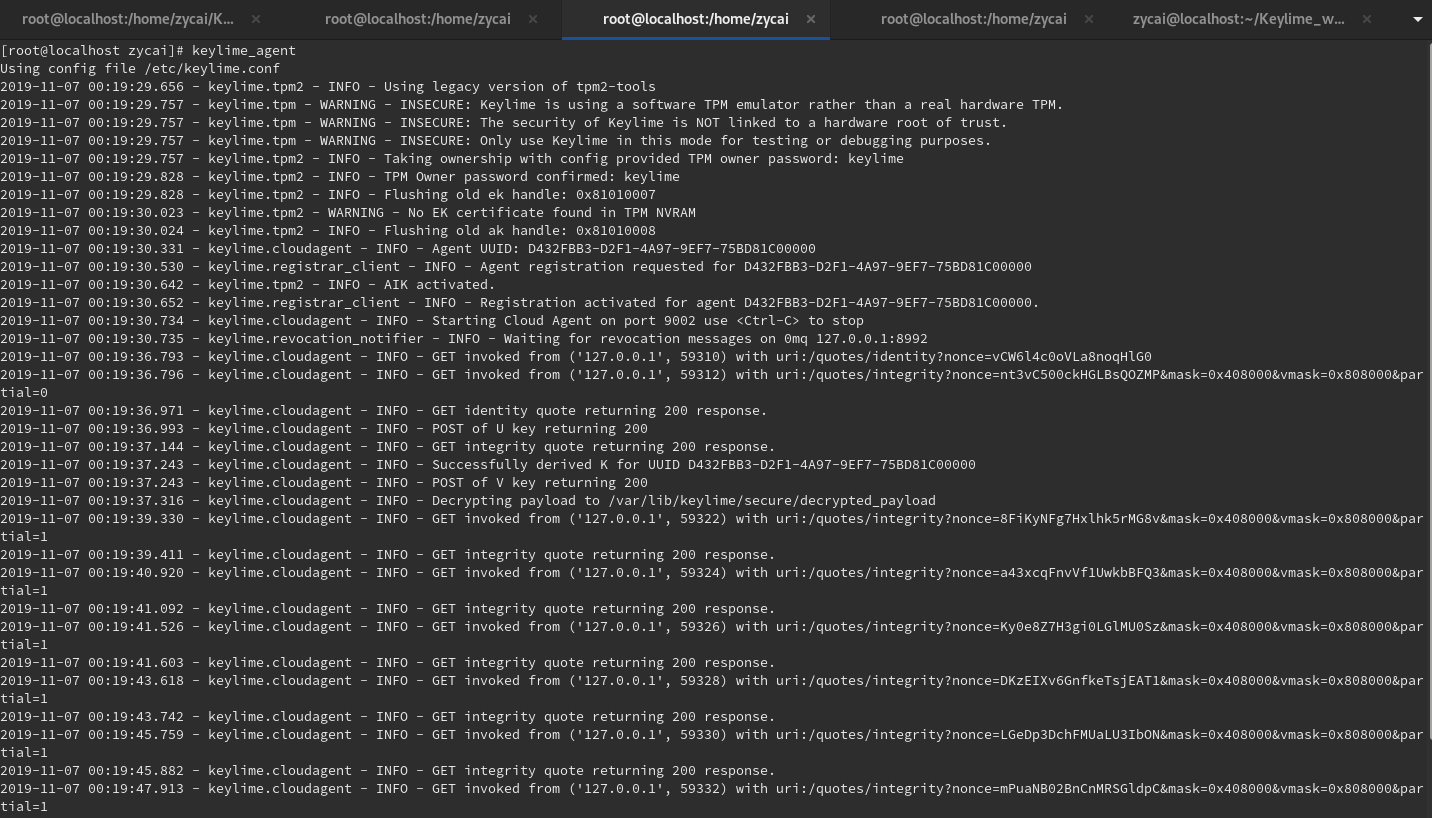 root@localhost:/home/zycai/K... × root@localhost:/home/zycai × root@localhost:/home/zycai × root@localhost:/home/zycai × zycai@localhost:~/Keylime_w... ×
[root@localhost zycai]# keylime_agent
Using config file /etc/keylime.conf
2019-11-07 00:19:29.656 - keylime.tpm2 - INFO - Using legacy version of tpm2-tools
2019-11-07 00:19:29.757 - keylime.tpm - WARNING - INSECURE: Keylime is using a software TPM emulator rather than a real hardware TPM.
2019-11-07 00:19:29.757 - keylime.tpm - WARNING - INSECURE: The security of Keylime is NOT linked to a hardware root of trust.
2019-11-07 00:19:29.757 - keylime.tpm - WARNING - INSECURE: Only use Keylime in this mode for testing or debugging purposes.
2019-11-07 00:19:29.757 - keylime.tpm2 - INFO - Taking ownership with config provided TPM owner password: keylime
2019-11-07 00:19:29.828 - keylime.tpm2 - INFO - TPM Owner password confirmed: keylime
2019-11-07 00:19:29.828 - keylime.tpm2 - INFO - Flushing old ek handle: 0x81010007
2019-11-07 00:19:30.023 - keylime.tpm2 - WARNING - No EK certificate found in TPM NVRAM
2019-11-07 00:19:30.024 - keylime.tpm2 - INFO - Flushing old ak handle: 0x81010008
2019-11-07 00:19:30.331 - keylime.cloudagent - INFO - Agent UUID: D432FBB3-D2F1-4A97-9EF7-75BD81C00000
2019-11-07 00:19:30.530 - keylime.registrar_client - INFO - Agent registration requested for D432FBB3-D2F1-4A97-9EF7-75BD81C00000
2019-11-07 00:19:30.642 - keylime.tpm2 - INFO - AIK activated.
2019-11-07 00:19:30.652 - keylime.registrar_client - INFO - Registration activated for agent D432FBB3-D2F1-4A97-9EF7-75BD81C00000.
2019-11-07 00:19:30.734 - keylime.cloudagent - INFO - Starting Cloud Agent on port 9002 use <Ctrl-C> to stop
2019-11-07 00:19:30.735 - keylime.revocation_notifier - INFO - Waiting for revocation messages on 0mq 127.0.0.1:8992
2019-11-07 00:19:36.793 - keylime.cloudagent - INFO - GET invoked from ('127.0.0.1', 59310) with uri:/quotes/identity?nonce=vCW6l4c0oVLa8noqHlG0
2019-11-07 00:19:36.796 - keylime.cloudagent - INFO - GET invoked from ('127.0.0.1', 59312) with uri:/quotes/integrity?nonce=nt3vC500ckHGLBsQOZMP&mask=0x408000&vmask=0x808000&par
tial=0
2019-11-07 00:19:36.971 - keylime.cloudagent - INFO - GET identity quote returning 200 response.
2019-11-07 00:19:36.993 - keylime.cloudagent - INFO - POST of U key returning 200
2019-11-07 00:19:37.144 - keylime.cloudagent - INFO - GET integrity quote returning 200 response.
2019-11-07 00:19:37.243 - keylime.cloudagent - INFO - Successfully derived K for UUID D432FBB3-D2F1-4A97-9EF7-75BD81C00000
2019-11-07 00:19:37.243 - keylime.cloudagent - INFO - POST of V key returning 200
2019-11-07 00:19:37.316 - keylime.cloudagent - INFO - Decrypting payload to /var/lib/keylime/secure/decrypted_payload
2019-11-07 00:19:39.330 - keylime.cloudagent - INFO - GET invoked from ('127.0.0.1', 59322) with uri:/quotes/integrity?nonce=8FiKyNFg7Hxlhk5rMG8v&mask=0x408000&vmask=0x808000&par
tial=1
2019-11-07 00:19:39.411 - keylime.cloudagent - INFO - GET integrity quote returning 200 response.
2019-11-07 00:19:40.920 - keylime.cloudagent - INFO - GET invoked from ('127.0.0.1', 59324) with uri:/quotes/integrity?nonce=a43xcqFnvVf1UwkbBFQ3&mask=0x408000&vmask=0x808000&par
tial=1
2019-11-07 00:19:41.092 - keylime.cloudagent - INFO - GET integrity quote returning 200 response.
2019-11-07 00:19:41.526 - keylime.cloudagent - INFO - GET invoked from ('127.0.0.1', 59326) with uri:/quotes/integrity?nonce=Ky0e8Z7H3gi0LGlMU0Sz&mask=0x408000&vmask=0x808000&par
tial=1
2019-11-07 00:19:41.603 - keylime.cloudagent - INFO - GET integrity quote returning 200 response.
2019-11-07 00:19:43.618 - keylime.cloudagent - INFO - GET invoked from ('127.0.0.1', 59328) with uri:/quotes/integrity?nonce=DKzEIXv6GnfkeTsjEAT1&mask=0x408000&vmask=0x808000&par
tial=1
2019-11-07 00:19:43.742 - keylime.cloudagent - INFO - GET integrity quote returning 200 response.
2019-11-07 00:19:45.759 - keylime.cloudagent - INFO - GET invoked from ('127.0.0.1', 59330) with uri:/quotes/integrity?nonce=LGeDp3DchFMUaLU3IbON&mask=0x408000&vmask=0x808000&par
tial=1
2019-11-07 00:19:45.882 - keylime.cloudagent - INFO - GET integrity quote returning 200 response.
2019-11-07 00:19:47.913 - keylime.cloudagent - INFO - GET invoked from ('127.0.0.1', 59332) with uri:/quotes/integrity?nonce=mPuaNB02BnCnMRSGldpC&mask=0x408000&vmask=0x808000&par
tial=1